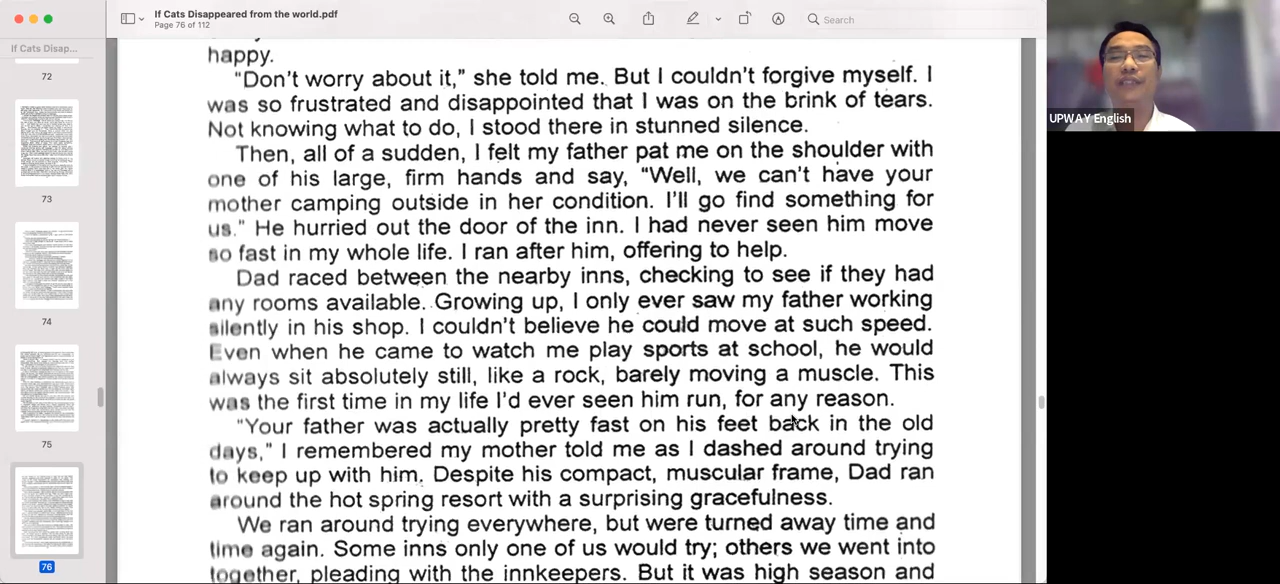 If Cats Disappeared from the world.pdf
Page 76 of 112
Search
If Cats Disap...
72
73
74
75
76
UPWAY English
happy.
"Don't worry about it," she told me. But I couldn't forgive myself. I
was so frustrated and disappointed that I was on the brink of tears.
Not knowing what to do, I stood there in stunned silence.
Then, all of a sudden, I felt my father pat me on the shoulder with
one of his large, firm hands and say, "Well, we can't have your
mother camping outside in her condition. I'll go find something for
us." He hurried out the door of the inn. I had never seen him move
so fast in my whole life. I ran after him, offering to help.
Dad raced between the nearby inns, checking to see if they had
any rooms available. Growing up, I only ever saw my father working
silently in his shop. I couldn't believe he could move at such speed.
Even when he came to watch me play sports at school, he would
always sit absolutely still, like a rock, barely moving a muscle. This
was the first time in my life I'd ever seen him run, for any reason.
"Your father was actually pretty fast on his feet back in the old
days," I remembered my mother told me as I dashed around trying
to keep up with him. Despite his compact, muscular frame, Dad ran
around the hot spring resort with a surprising gracefulness.
We ran around trying everywhere, but were turned away time and
time again. Some inns only one of us would try; others we went into
together, pleading with the innkeepers. But it was high season and